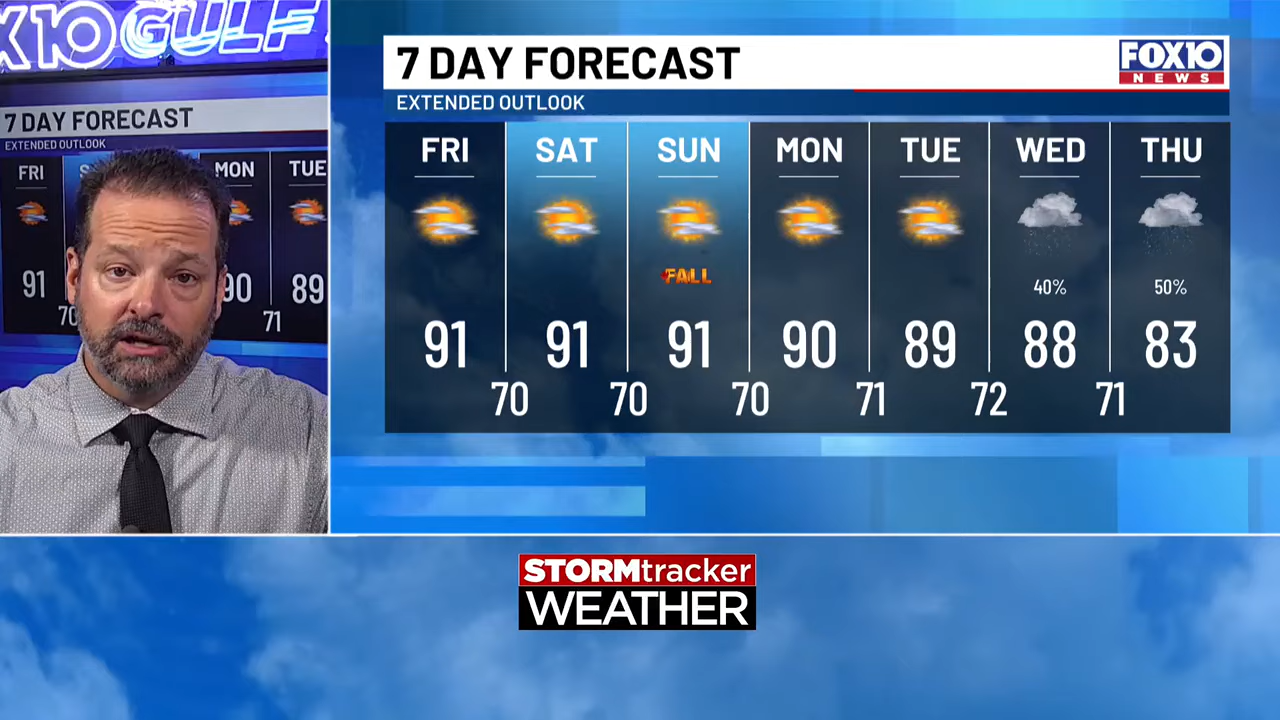 X10 GULF
7 DAY FORECAST
EXTENDED OUTLOOK
FRI
MON
TUE
91
90
89
70
71
7 DAY FORECAST
FOX10
NEWS
EXTENDED OUTLOOK
FRI SAT SUN MON TUE WED THU
FALL
40% 50%
91 91 91 90 89 88 83
70 70 70 71 72 71
STORMtracker
WEATHER